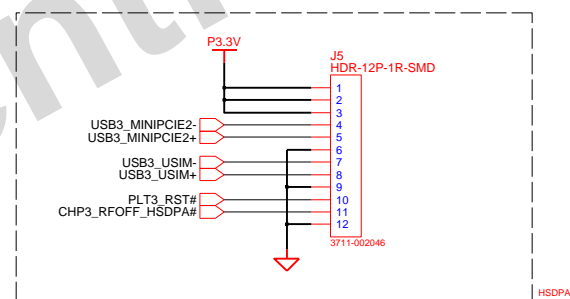 P3.3V
J5
HDR-12P-1R-SMD
1
2
3
USB3_MINIPCIE2- 4
USB3_MINIPCIE2+ 5
6
USB3_USIM- 7
USB3_USIM+ 8
9
PLT3_RST# 10
CHP3_RFOFF_HSDPA# 11
12
3711-002046
HSDPA